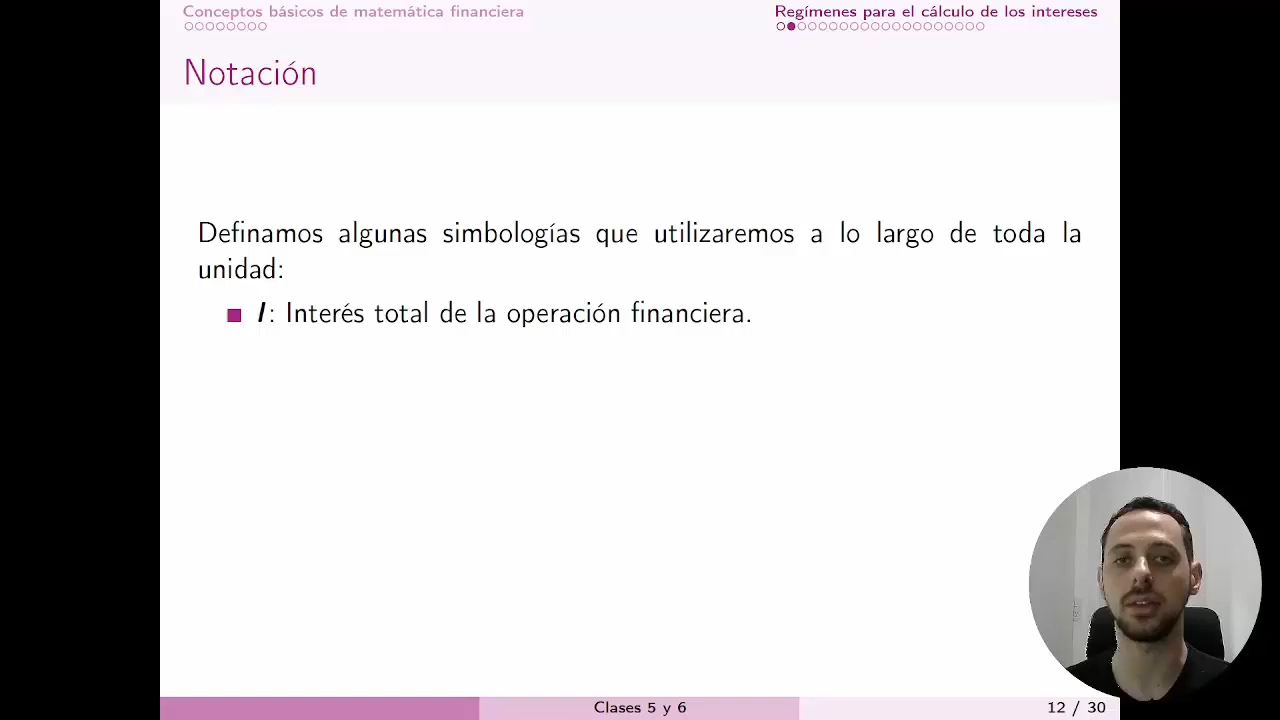 Conceptos básicos de matemática financiera
Regímenes para el cálculo de los intereses
Notación
Definamos algunas simbologías que utilizaremos a lo largo de toda la
unidad:
I: Interés total de la operación financiera.
Clases 5 y 6
12 / 30